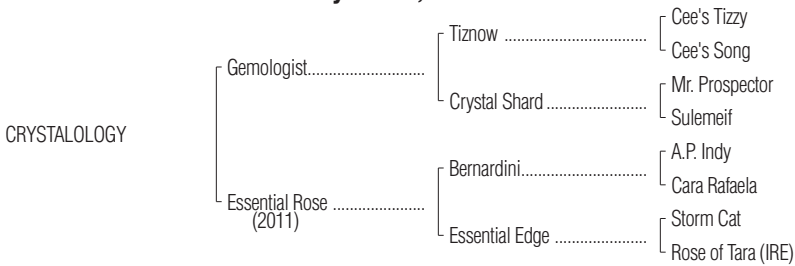 Cee's Tizzy
Tiznow ..................................
Cee's Song
Gemologist............................
Mr. Prospector
Crystal Shard ........................
Sulemeif
CRYSTALOLOGY
A.P. Indy
Bernardini..............................
Cara Rafaela
Essential Rose ......................
(2011)
Storm Cat
Essential Edge ......................
Rose of Tara (IRE)